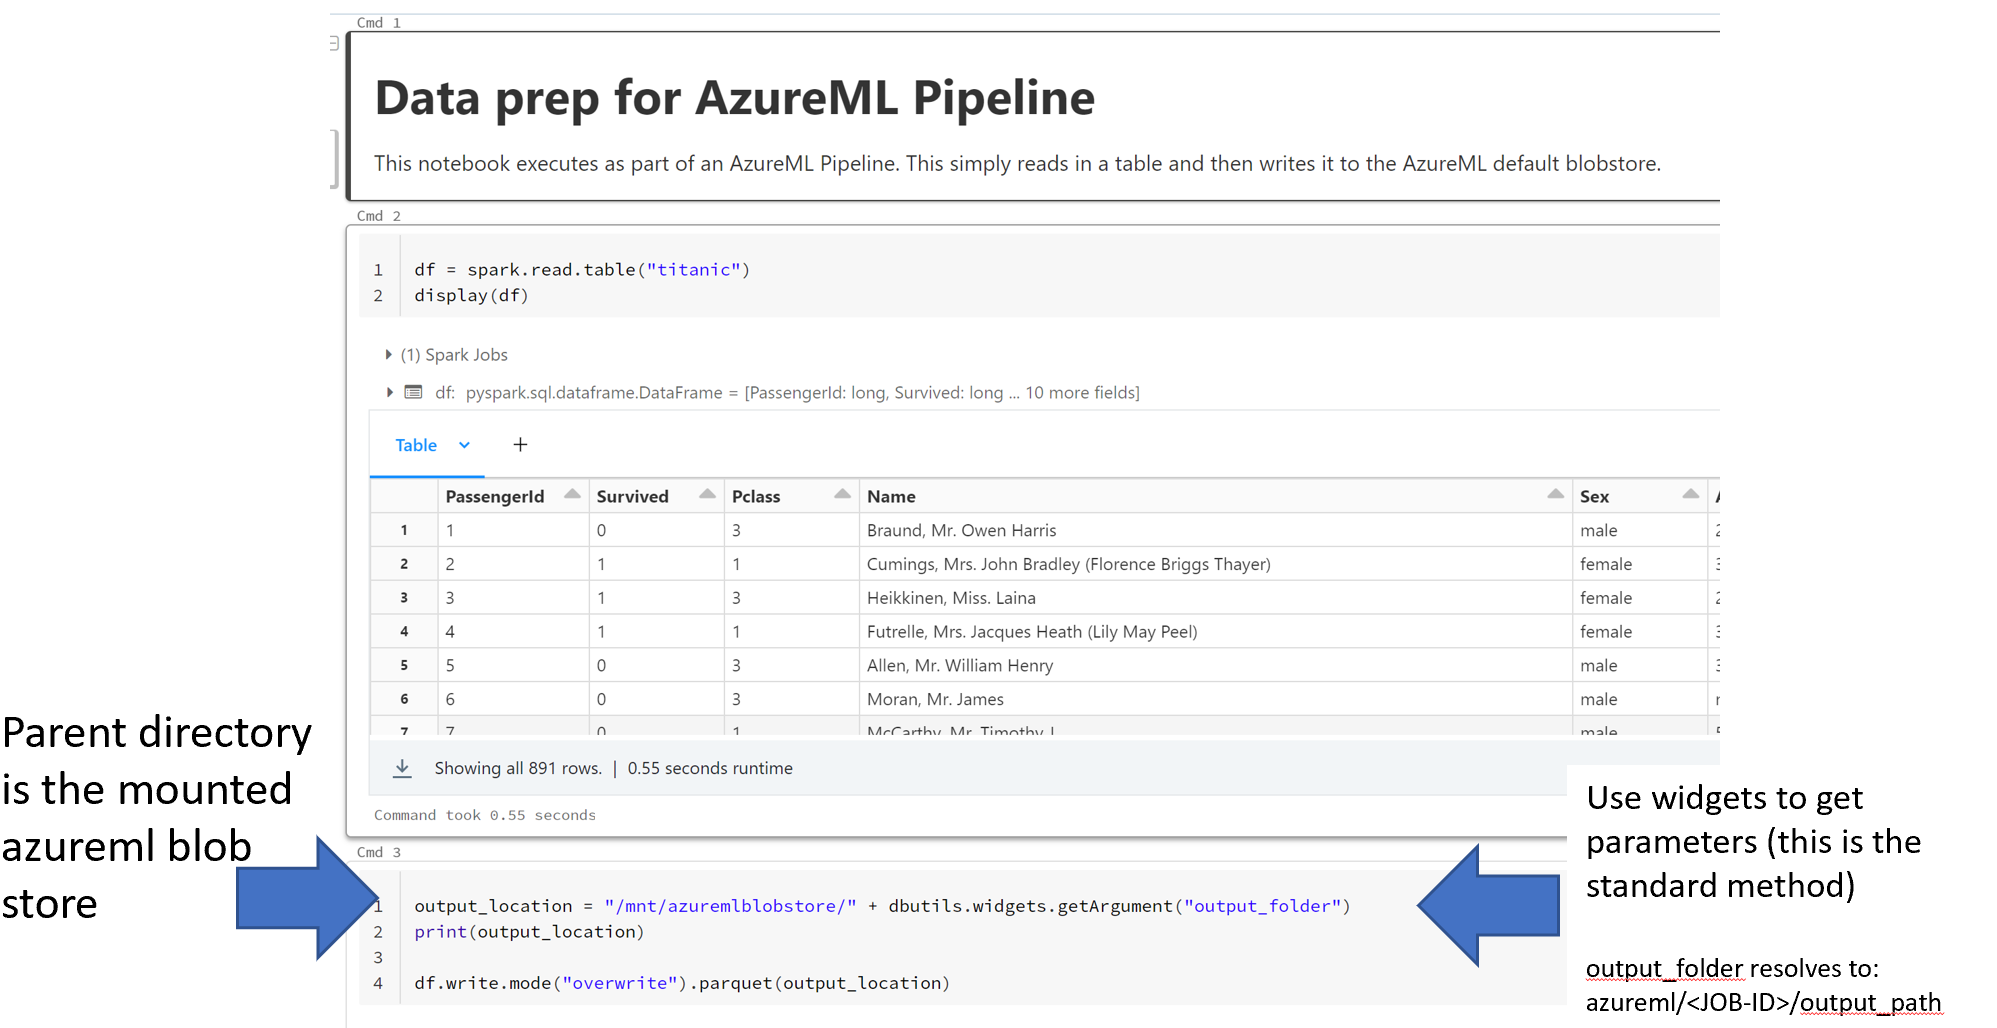 Cmd 1
Data prep for AzureML Pipeline
This notebook executes as part of an AzureML Pipeline. This simply reads in a table and then writes it to the AzureML default blobstore.
Cmd 2
1 df = spark.read.table("titanic")
2 display(df)
(1) Spark Jobs
df: pyspark.sql.dataframe.DataFrame = [PassengerId: long, Survived: long ... 10 more fields]
Table +
PassengerId Survived Pclass Name Sex
1 1 0 3 Braund, Mr. Owen Harris male
2 2 1 1 Cumings, Mrs. John Bradley (Florence Briggs Thayer) female
3 3 1 3 Heikkinen, Miss. Laina female
4 4 1 1 Futrelle, Mrs. Jacques Heath (Lily May Peel) female
5 5 0 3 Allen, Mr. William Henry male
6 6 0 3 Moran, Mr. James male
7 7 0 1 McCarthy, Mr. Timothy J male
Showing all 891 rows. | 0.55 seconds runtime
Command took 0.55 seconds
Parent directory
is the mounted
azureml blob
store
Cmd 3
1 output_location = "/mnt/azuremlblobstore/" + dbutils.widgets.getArgument("output_folder")
2 print(output_location)
3
4 df.write.mode("overwrite").parquet(output_location)
Use widgets to get
parameters (this is the
standard method)
output_folder resolves to:
azureml/<JOB-ID>/output_path